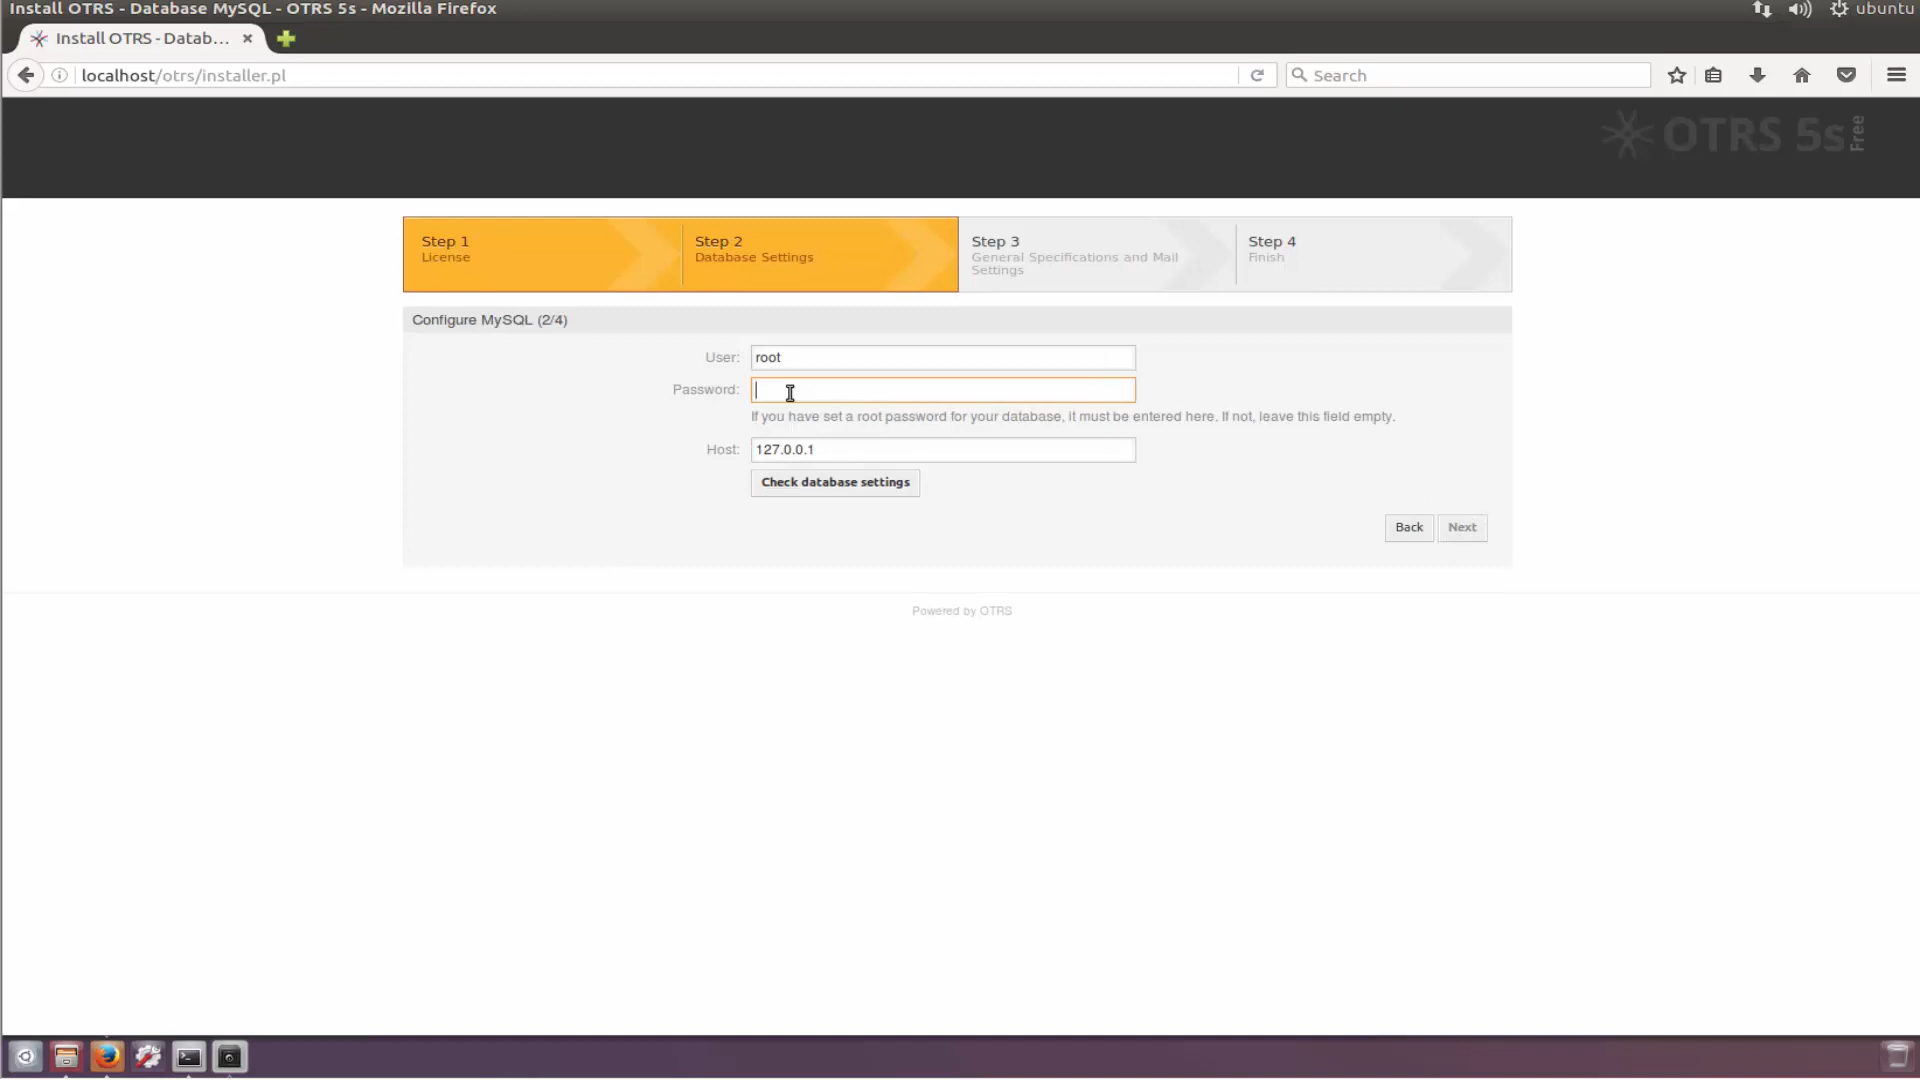 Install OTRS - Database MySQL - OTRS 5s - Mozilla Firefox
ubuntu
Install OTRS - Datab...
localhost/otrs/installer.pl
Search
OTRS 5s Free
Step 1
License
Step 2
Database Settings
Step 3
General Specifications and Mail
Settings
Step 4
Finish
Configure MySQL (2/4)
User: root
Password:
If you have set a root password for your database, it must be entered here. If not, leave this field empty.
Host: 127.0.0.1
Check database settings
Back Next
Powered by OTRS